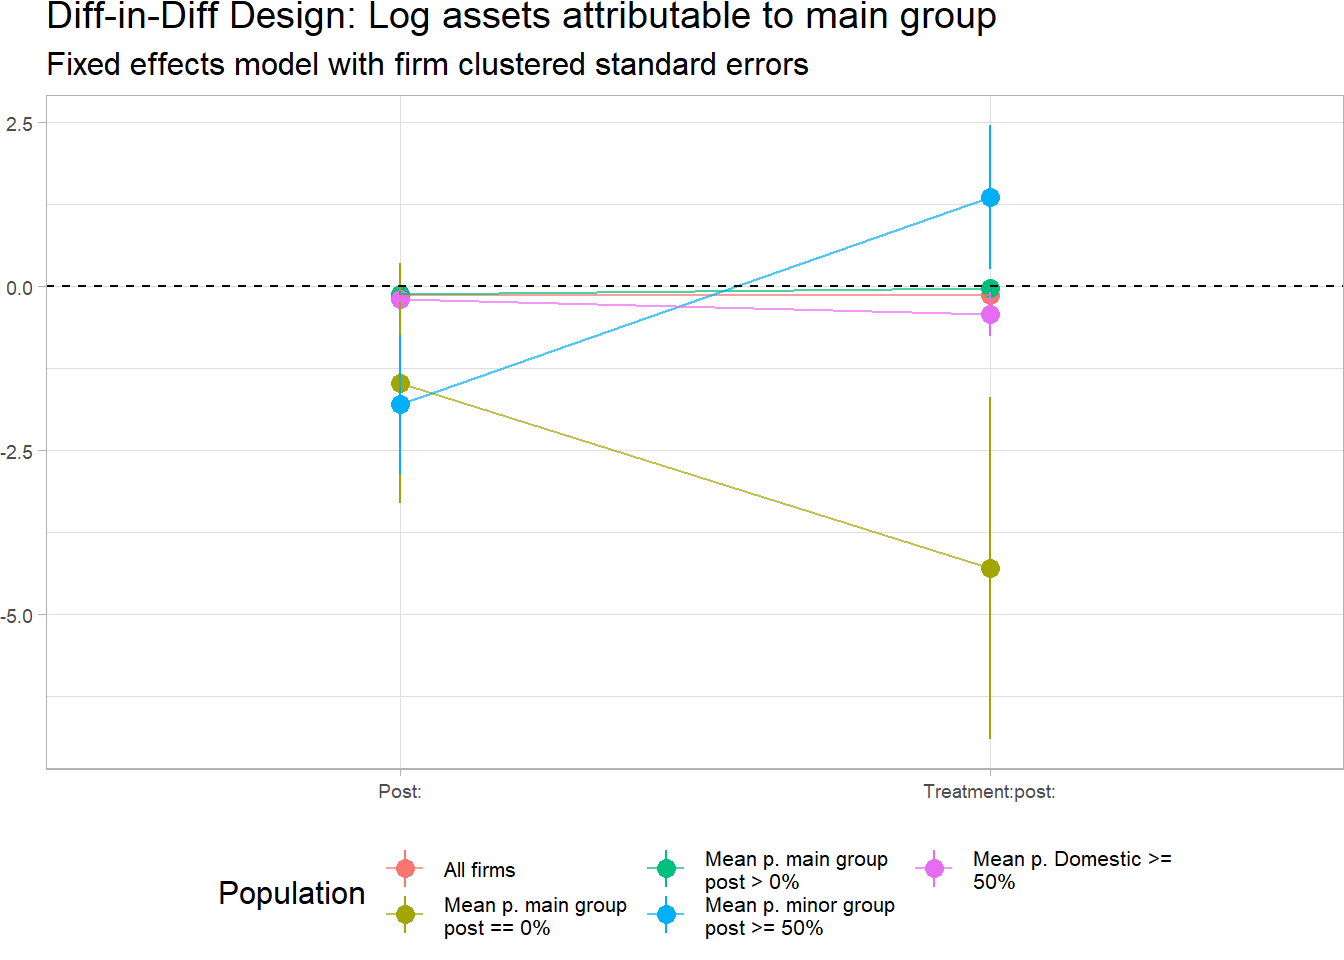 Diff-in-Diff Design: Log assets attributable to main group
Fixed effects model with firm clustered standard errors
2.5
0.0
-2.5
-5.0
Post:
Treatment:post:
Population
All firms
Mean p. main group
post == 0%
Mean p. main group
post > 0%
Mean p. minor group
post >= 50%
Mean p. Domestic >=
50%